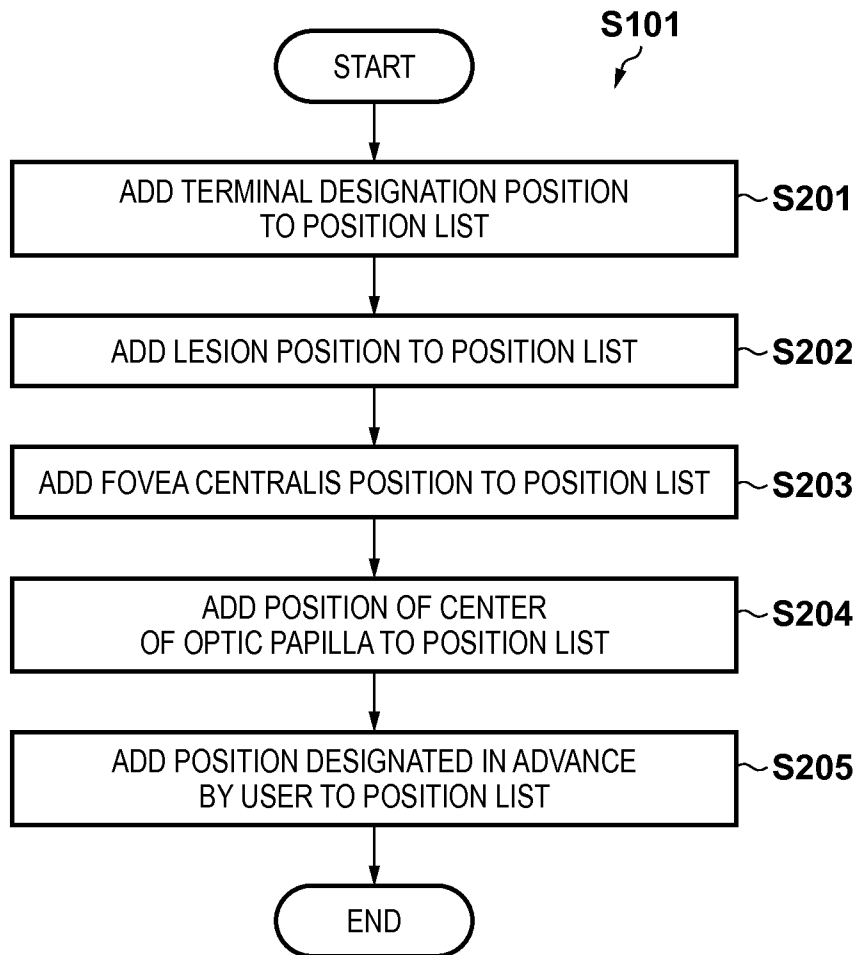 S101
START
ADD TERMINAL DESIGNATION POSITION
TO POSITION LIST
S201
ADD LESION POSITION TO POSITION LIST
S202
ADD FOVEA CENTRALIS POSITION TO POSITION LIST
S203
ADD POSITION OF CENTER
OF OPTIC PAPILLA TO POSITION LIST
S204
ADD POSITION DESIGNATED IN ADVANCE
BY USER TO POSITION LIST
S205
END